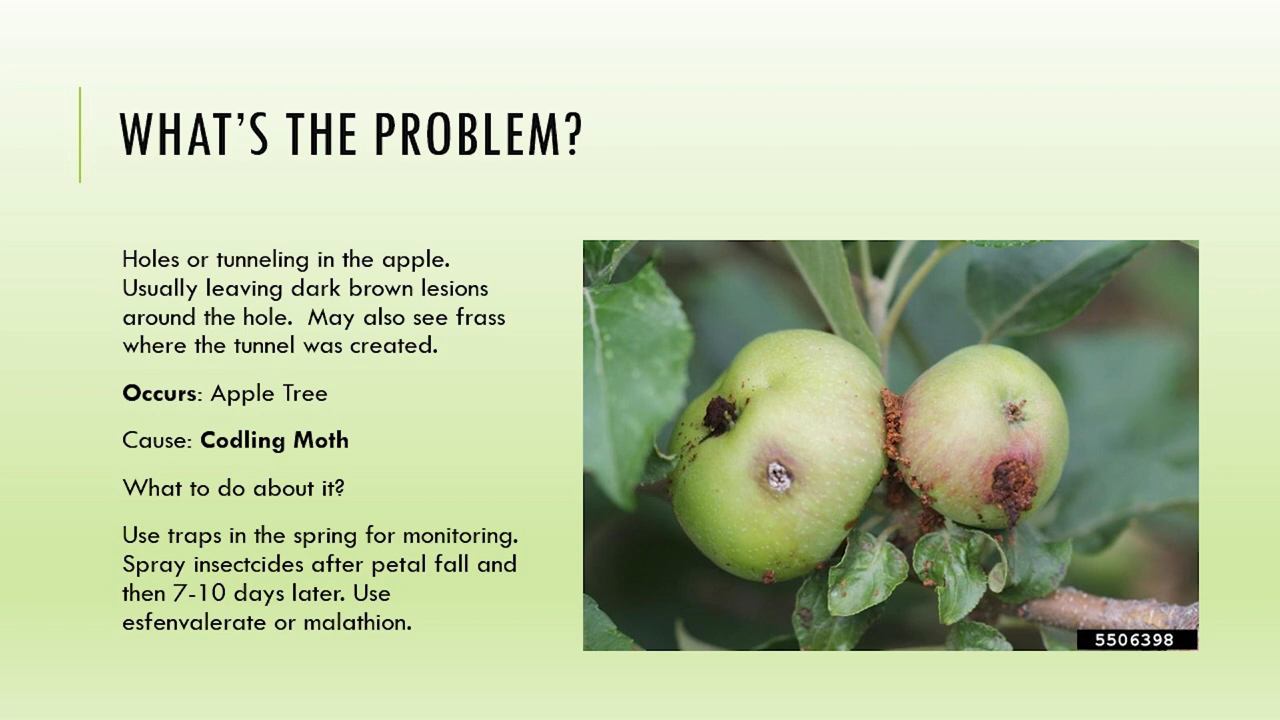 WHAT'S THE PROBLEM?
Holes or tunneling in the apple.
Usually leaving dark brown lesions
around the hole.  May also see frass
where the tunnel was created.
Occurs: Apple Tree
Cause: Codling Moth
What to do about it?
Use traps in the spring for monitoring.
Spray insectcides after petal fall and
then 7-10 days later. Use
esfenvalerate or malathion.
5506398